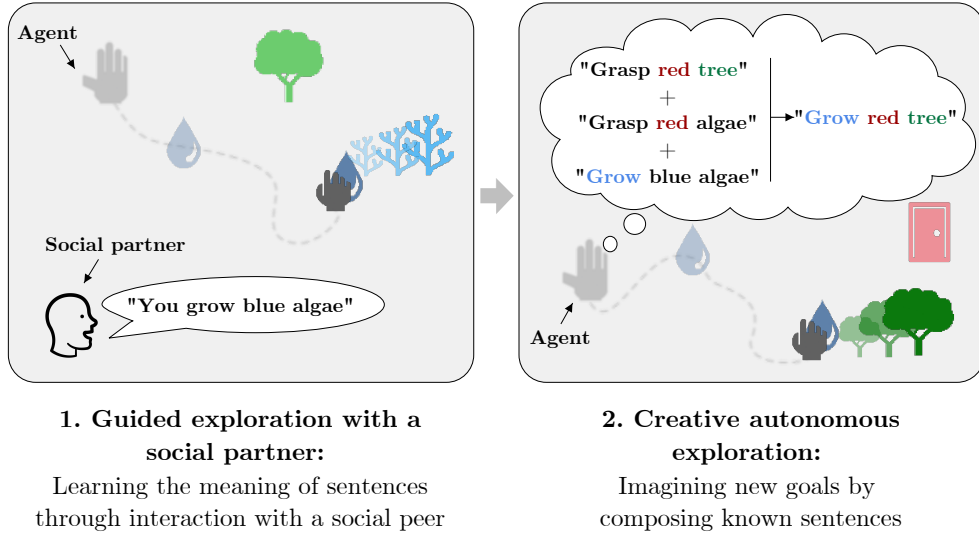 Agent
Social partner
"You grow blue algae"
"Grasp red tree"
+
"Grasp red algae"
+
"Grow blue algae"
"Grow red tree"
Agent
1. Guided exploration with a
social partner:
Learning the meaning of sentences
through interaction with a social peer
2. Creative autonomous
exploration:
Imagining new goals by
composing known sentences